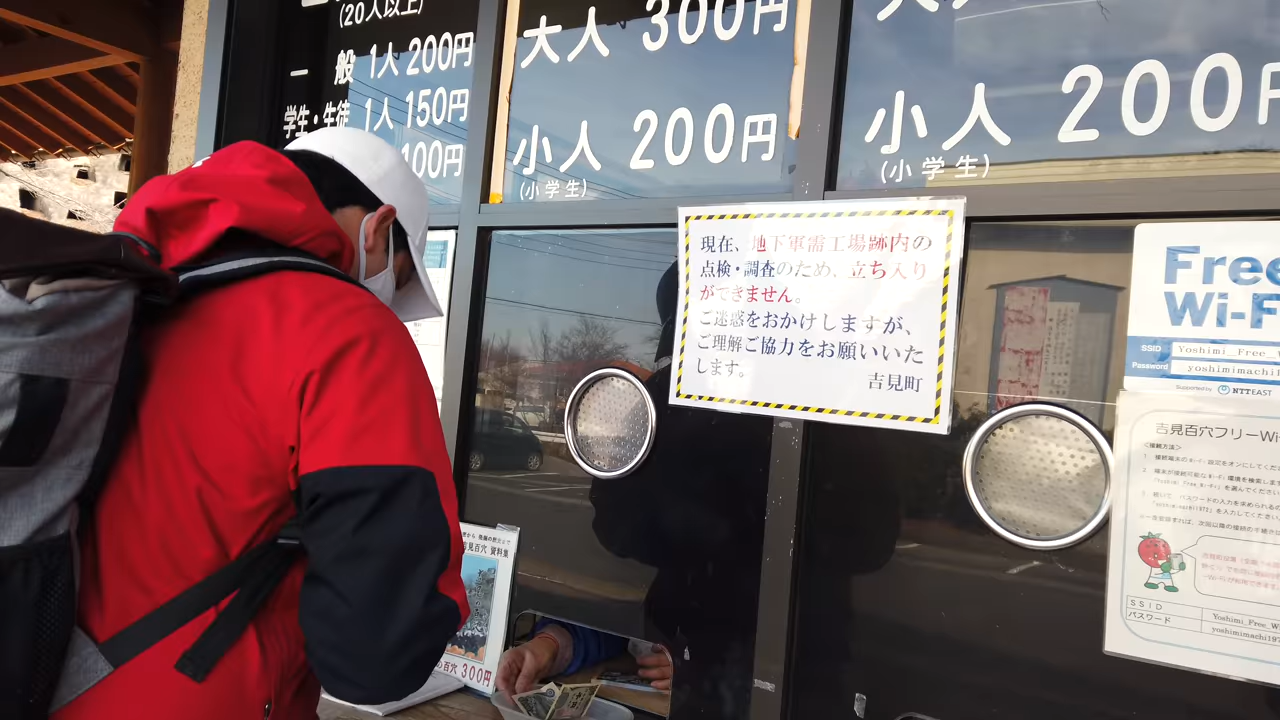 (20人以上)
一般 1人 200円
学生・生徒 1人 150円
100円
大人 300円
小人 200円
(小学生)
小人 200円
(小学生)
現在、地下軍需工場跡内の
点検・調査のため、立ち入り
ができません。
ご迷惑をおかけしますが、
ご理解ご協力をお願いいた
します。
吉見町
Free
Wi-F
SSID Yoshimi_Free_
Password yoshimimachi1
Supported by NTT EAST
吉見百穴フリーWi
<接続方法>
SSID Yoshimi_Free_W
パスワード yoshimimachi197
吉見百穴 資料集
の百穴 300円